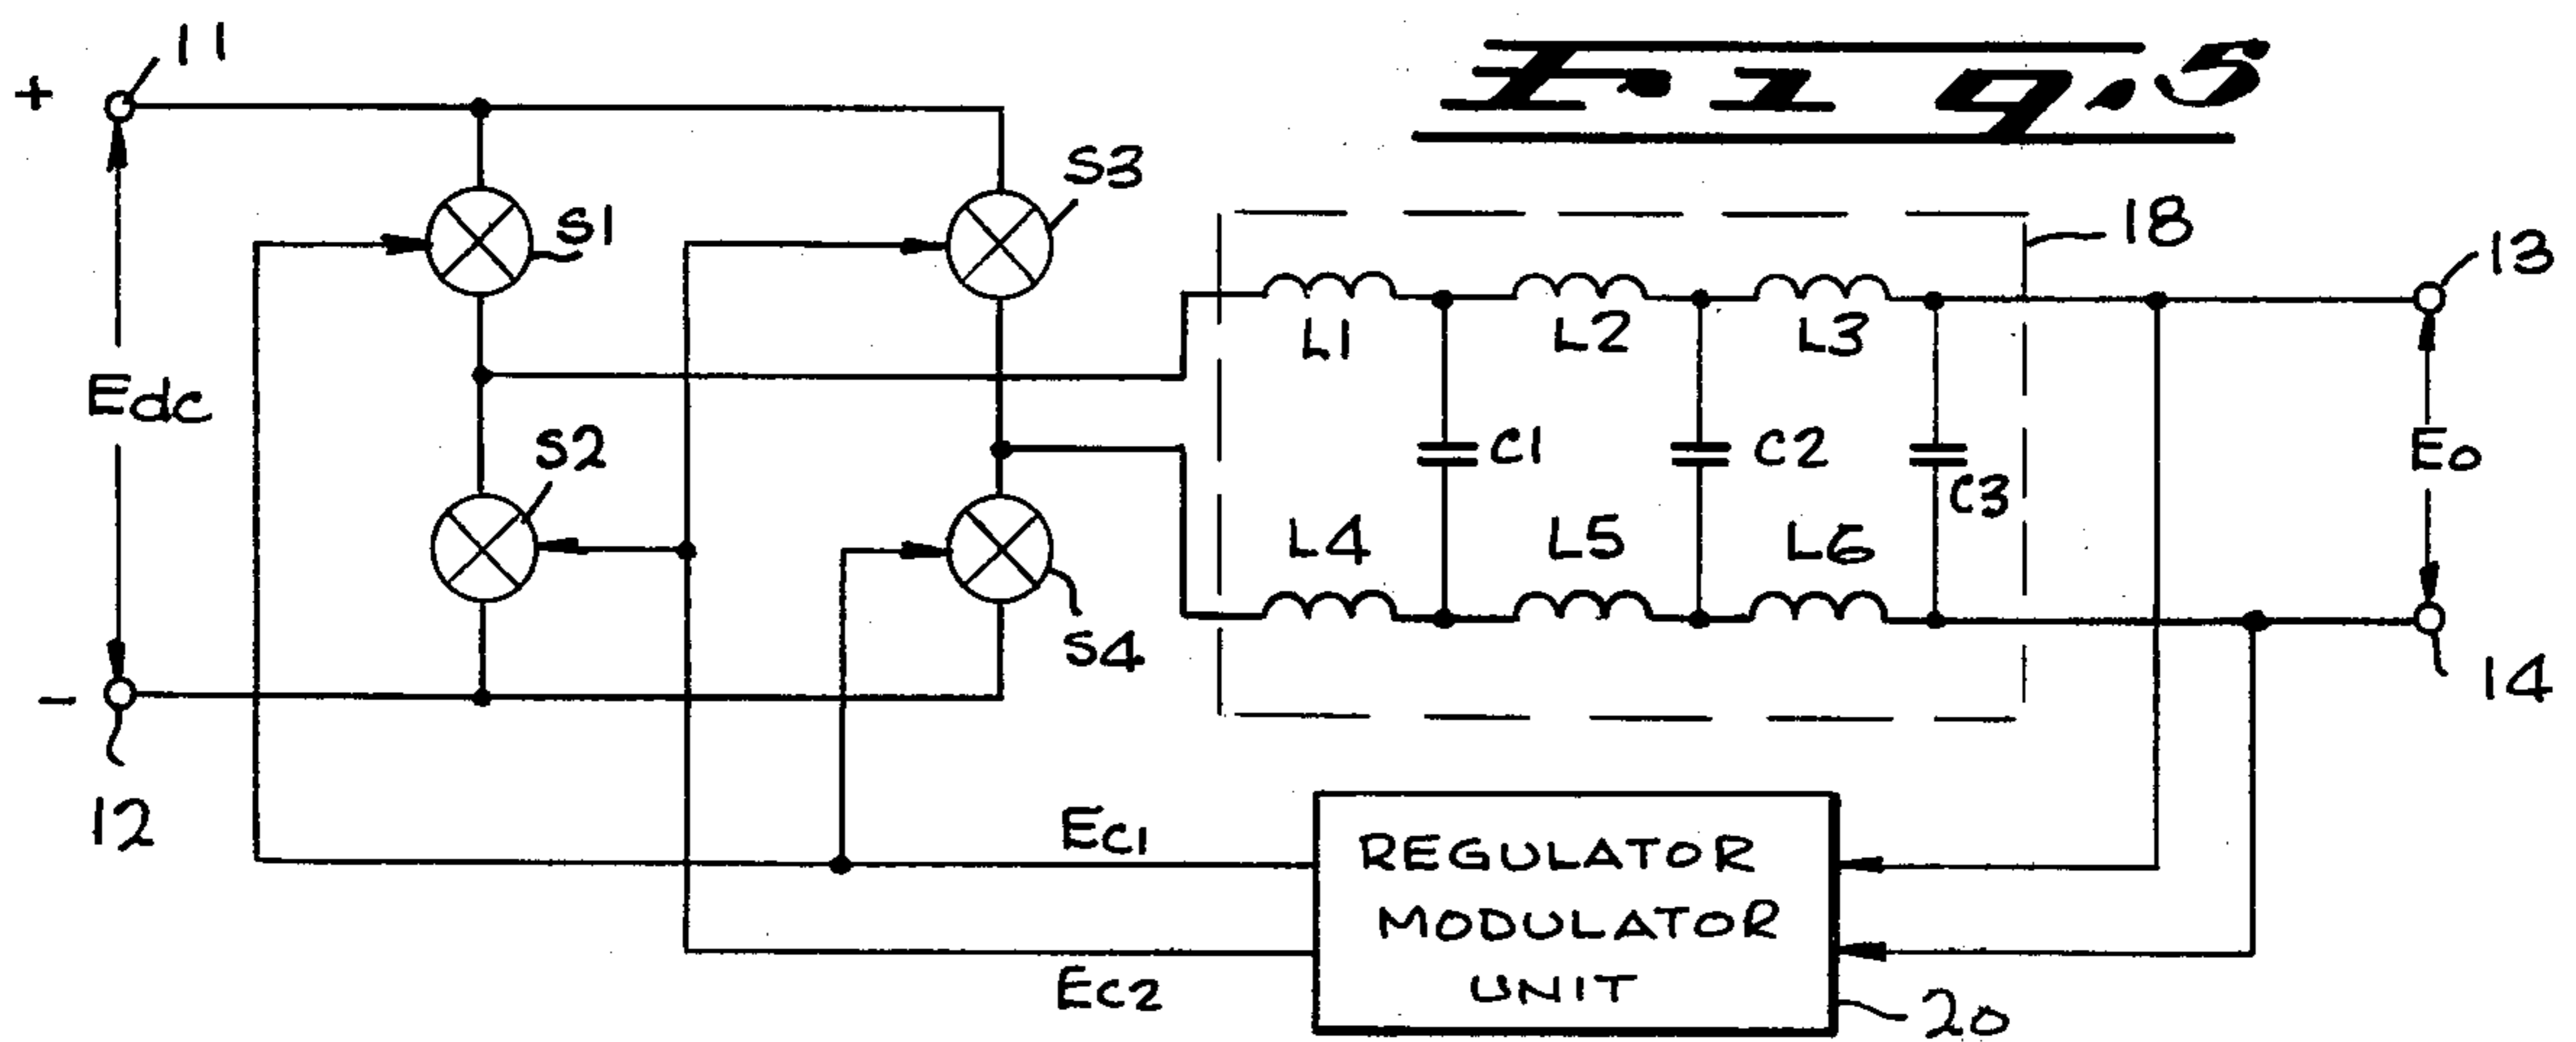 Fig. 5
11
+
S3
S1
18
13
L1
L2
L3
Edc
S2
C1
C2
C3
Eo
L4
L5
L6
S4
-
14
12
Ec1
REGULATOR
MODULATOR
UNIT
Ec2
20